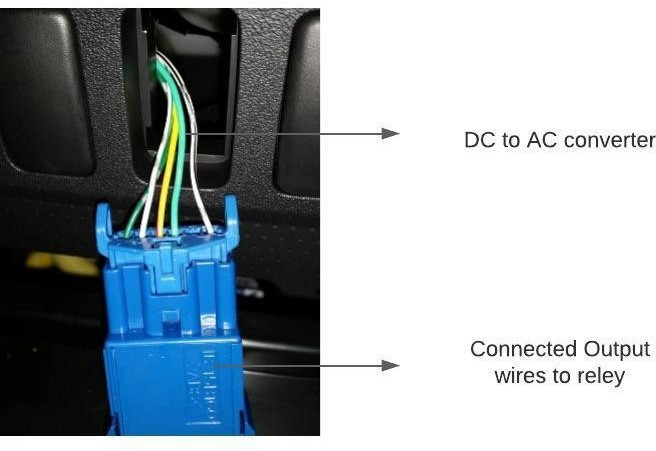 DC to AC converter
Connected Output
wires to reley